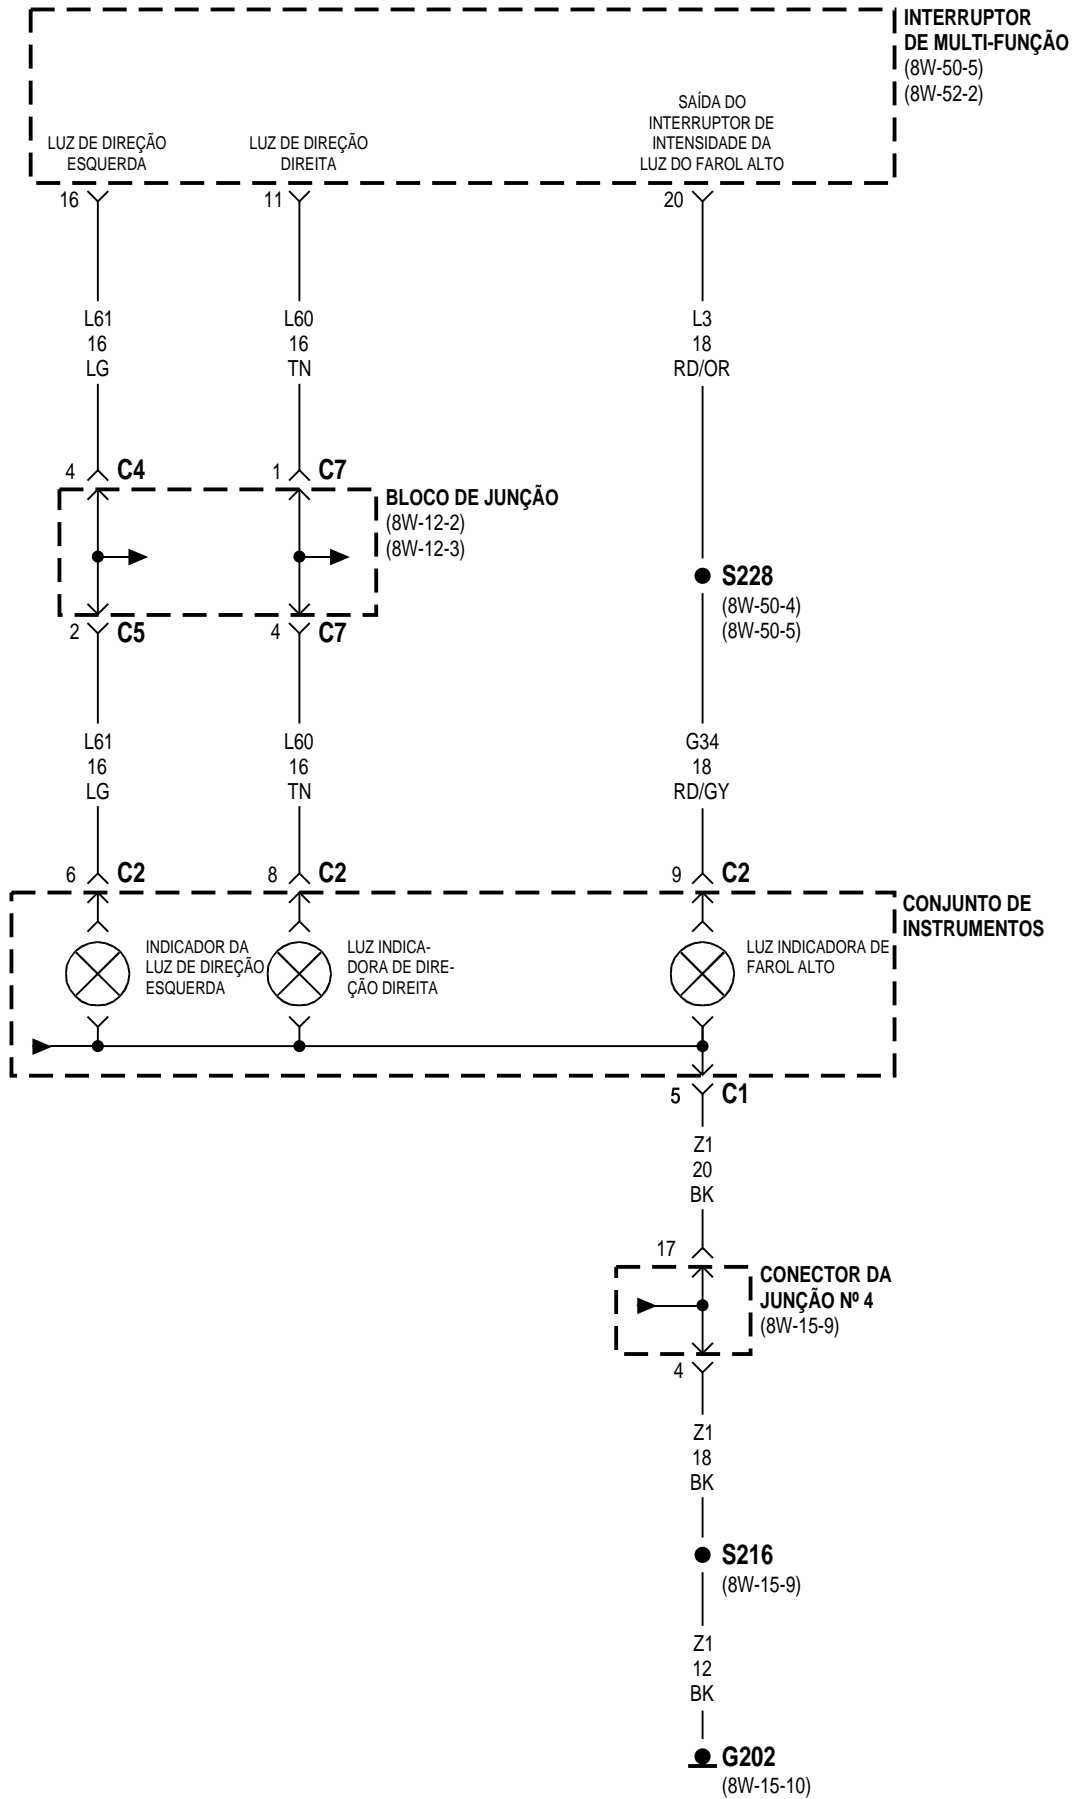 INTERRUPTOR
DE MULTI-FUNÇÃO
(8W-50-5)
(8W-52-2)
LUZ DE DIREÇÃO
ESQUERDA
LUZ DE DIREÇÃO
DIREITA
SAÍDA DO
INTERRUPTOR DE
INTENSIDADE DA
LUZ DO FAROL ALTO
16
11
20
L61
16
LG
L60
16
TN
L3
18
RD/OR
4 C4
1 C7
BLOCO DE JUNÇÃO
(8W-12-2)
(8W-12-3)
S228
(8W-50-4)
(8W-50-5)
2 C5
4 C7
L61
16
LG
L60
16
TN
G34
18
RD/GY
6 C2
8 C2
9 C2
CONJUNTO DE
INSTRUMENTOS
INDICADOR DA
LUZ DE DIREÇÃO
ESQUERDA
LUZ INDICA-
DORA DE DIRE-
ÇÃO DIREITA
LUZ INDICADORA DE
FAROL ALTO
5 C1
Z1
20
BK
17
CONECTOR DA
JUNÇÃO Nº 4
(8W-15-9)
4
Z1
18
BK
S216
(8W-15-9)
Z1
12
BK
G202
(8W-15-10)